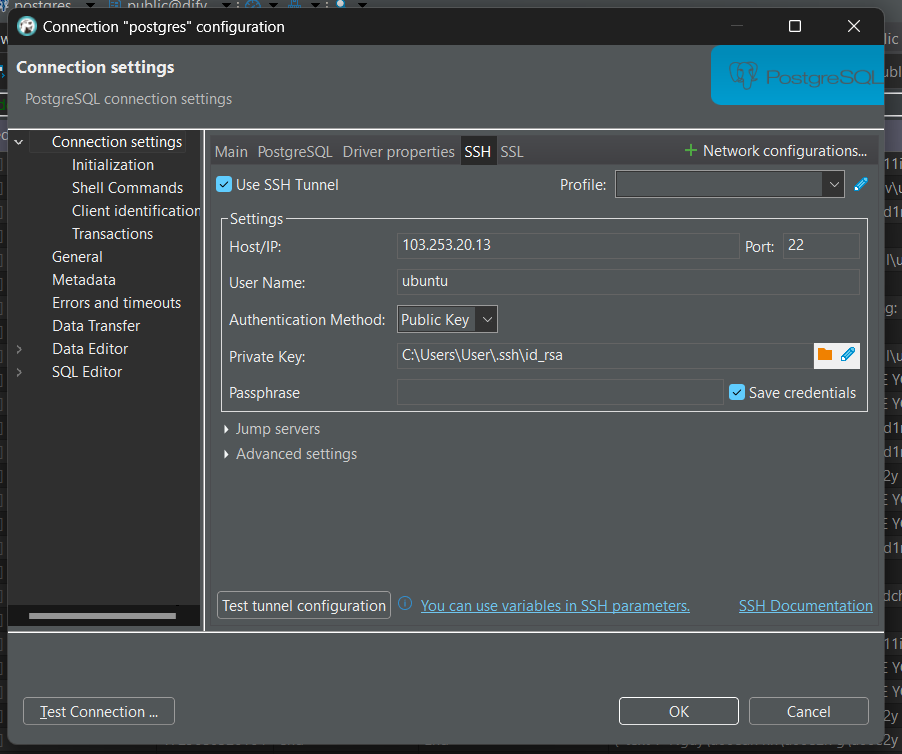 postgres public@dify
Connection "postgres" configuration
Connection settings
PostgreSQL connection settings
PostgreSQL
Connection settings
Initialization
Shell Commands
Client identification
Transactions
General
Metadata
Errors and timeouts
Data Transfer
Data Editor
SQL Editor
Main PostgreSQL Driver properties SSH SSL + Network configurations...
Use SSH Tunnel Profile:
Settings
Host/IP: 103.253.20.13 Port: 22
User Name: ubuntu
Authentication Method: Public Key
Private Key: C:\Users\User\.ssh\id_rsa
Passphrase Save credentials
Jump servers
Advanced settings
Test tunnel configuration You can use variables in SSH parameters. SSH Documentation
Test Connection ... OK Cancel